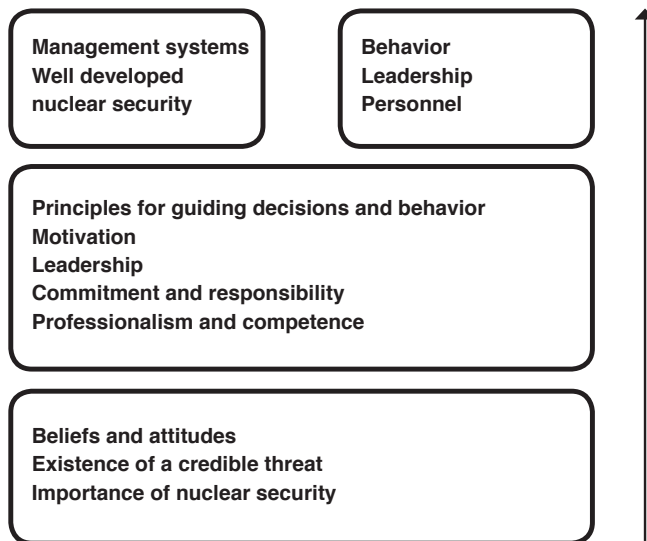 Management systems
Well developed
nuclear security
Behavior
Leadership
Personnel
Principles for guiding decisions and behavior
Motivation
Leadership
Commitment and responsibility
Professionalism and competence
Beliefs and attitudes
Existence of a credible threat
Importance of nuclear security